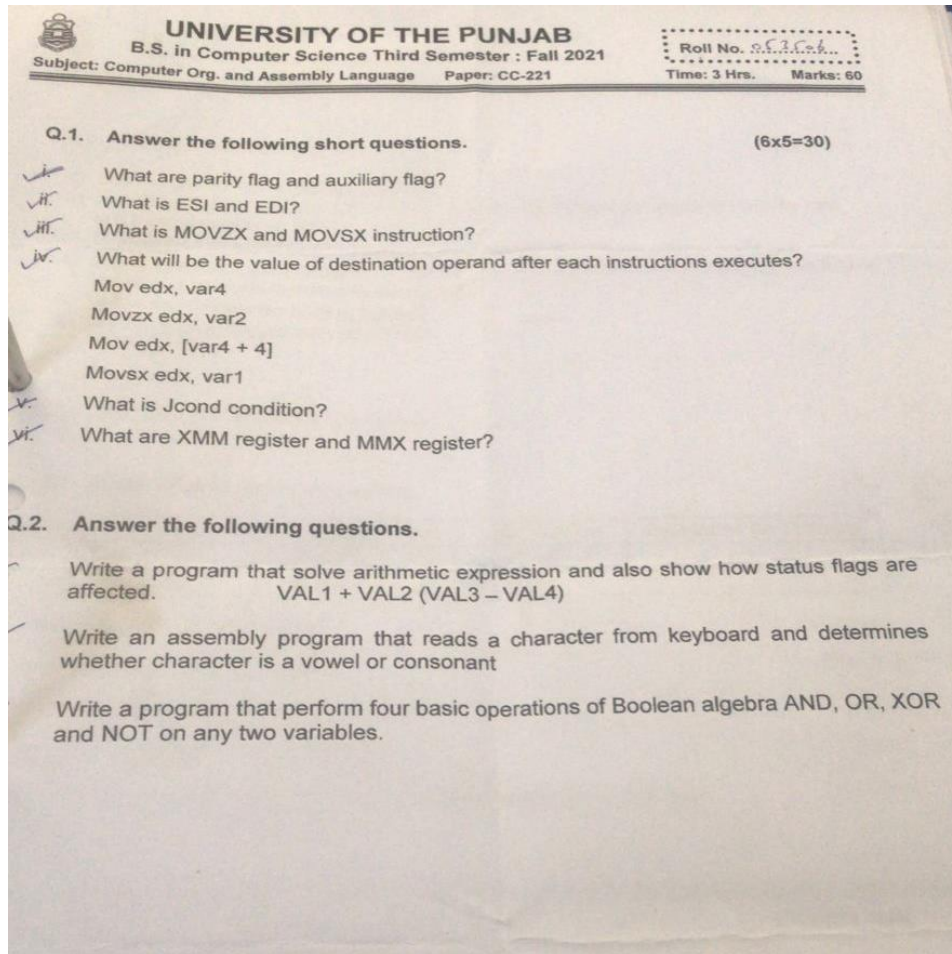 UNIVERSITY OF THE PUNJAB
B.S. in Computer Science Third Semester : Fall 2021
Roll No.
Subject: Computer Org. and Assembly Language Paper: CC-221
Time: 3 Hrs. Marks: 60
Q.1. Answer the following short questions. (6x5=30)
i. What are parity flag and auxiliary flag?
ii. What is ESI and EDI?
iii. What is MOVZX and MOVSX instruction?
iv. What will be the value of destination operand after each instructions executes?
Mov edx, var4
Movzx edx, var2
Mov edx, [var4 + 4]
Movsx edx, var1
v. What is Jcond condition?
vi. What are XMM register and MMX register?
Q.2. Answer the following questions.
Write a program that solve arithmetic expression and also show how status flags are
affected. VAL1 + VAL2 (VAL3 – VAL4)
Write an assembly program that reads a character from keyboard and determines
whether character is a vowel or consonant
Write a program that perform four basic operations of Boolean algebra AND, OR, XOR
and NOT on any two variables.